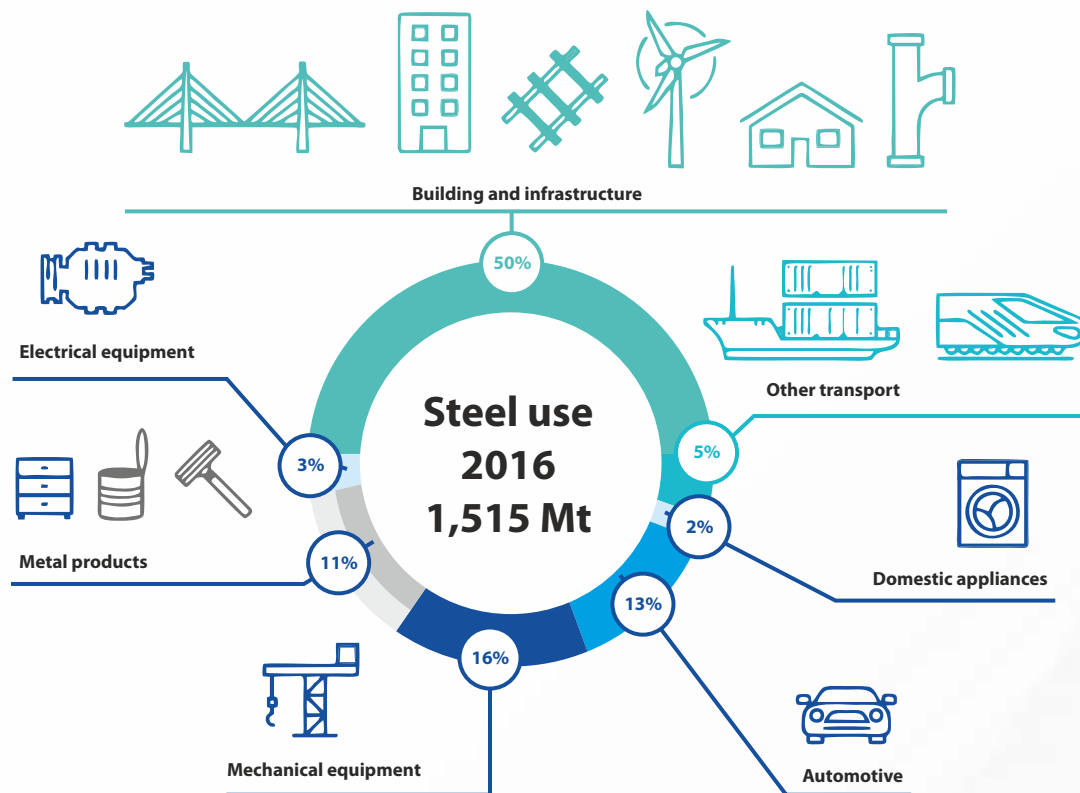 Building and infrastructure
50%
Electrical equipment
3%
Other transport
5%
Steel use
2016
1,515 Mt
Metal products
11%
2%
Domestic appliances
13%
16%
Mechanical equipment
Automotive